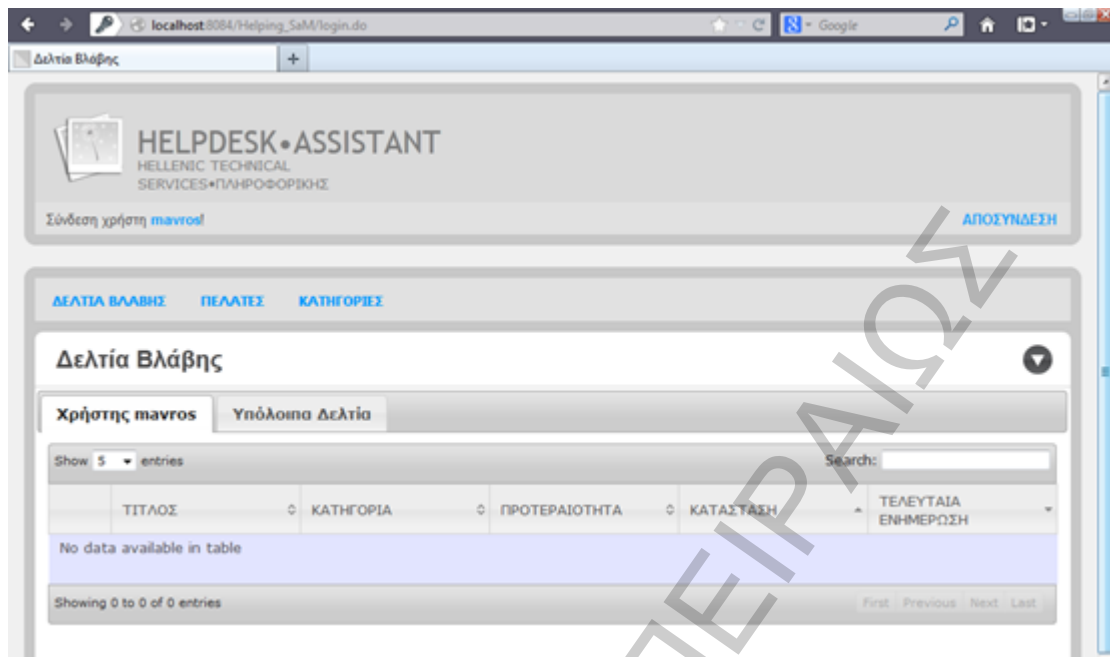 localhost:8084/Helping_SaM/login.do
Google
Δελτία Βλάβης
+
HELPDESK•ASSISTANT
HELLENIC TECHNICAL
SERVICES•ΠΛΗΡΟΦΟΡΙΚΗΣ
Σύνδεση χρήστη mavros!
ΑΠΟΣΥΝΔΕΣΗ
ΔΕΛΤΙΑ ΒΛΑΒΗΣ ΠΕΛΑΤΕΣ ΚΑΤΗΓΟΡΙΕΣ
Δελτία Βλάβης
Χρήστης mavros Υπόλοιπα Δελτία
Show 5 entries Search:
ΤΙΤΛΟΣ ΚΑΤΗΓΟΡΙΑ ΠΡΟΤΕΡΑΙΟΤΗΤΑ ΚΑΤΑΣΤΑΣΗ ΤΕΛΕΥΤΑΙΑ ΕΝΗΜΕΡΩΣΗ
No data available in table
Showing 0 to 0 of 0 entries First Previous Next Last
ΠΕΙΡΑΙΩΣ